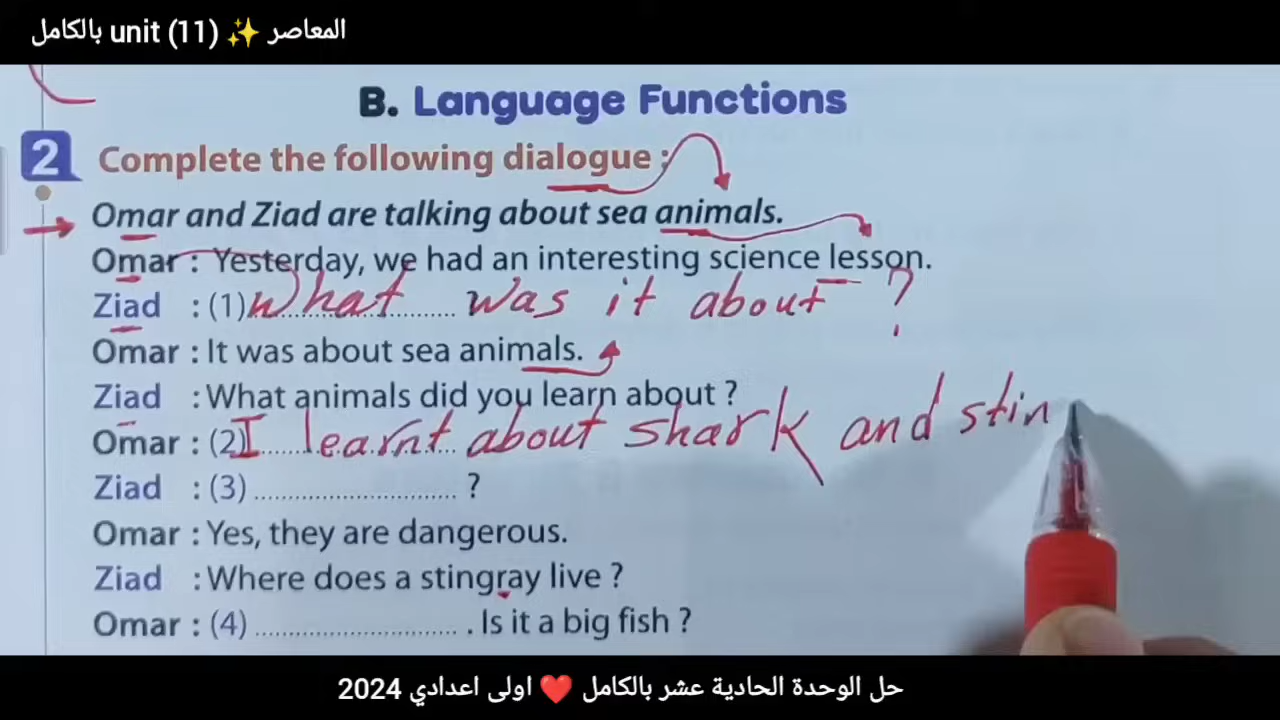 المعاصر ✨ unit (11) بالكامل
B. Language Functions
2 Complete the following dialogue :
Omar and Ziad are talking about sea animals.
Omar : Yesterday, we had an interesting science lesson.
Ziad : (1) What was it about ?
Omar : It was about sea animals.
Ziad : What animals did you learn about ?
Omar : (2) I learnt about shark and stin
Ziad : (3) .............................. ?
Omar : Yes, they are dangerous.
Ziad : Where does a stingray live ?
Omar : (4) .............................. . Is it a big fish ?
حل الوحدة الحادية عشر بالكامل ❤️ اولى اعدادي 2024